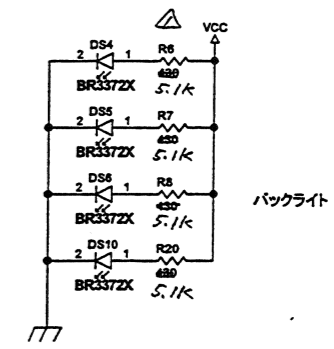 VCC
DS4 R6
2 1 430
BR3372X 5.1K
DS5 R7
2 1 430
BR3372X 5.1K
DS6 R8
2 1 430
BR3372X 5.1K
バックライト
DS10 R20
2 1 430
BR3372X 5.1K